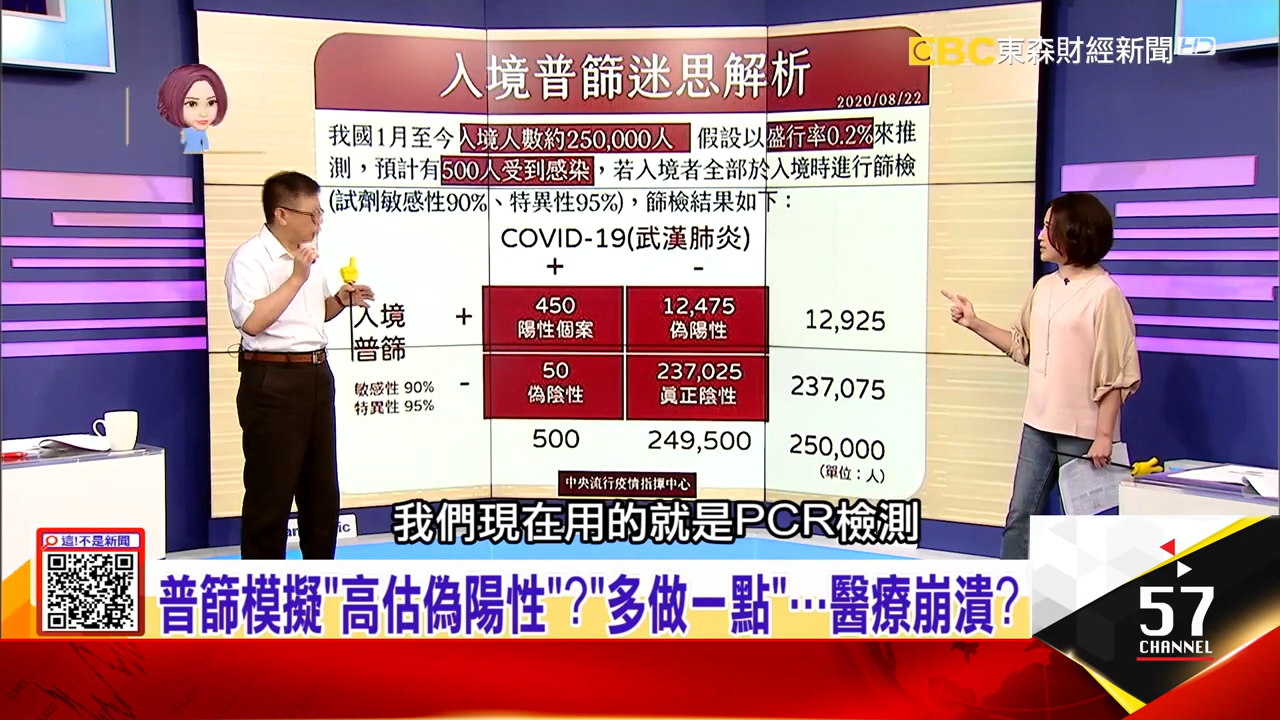 EBC 東森財經新聞 HD
入境普篩迷思解析
2020/08/22
我國1月至今入境人數約250,000人 假設以盛行率0.2%來推
測，預計有500人受到感染，若入境者全部於入境時進行篩檢
(試劑敏感性90%、特異性95%)，篩檢結果如下：
COVID-19(武漢肺炎)
+ -
入境
普篩
敏感性 90%
特異性 95%
+ 450 12,475 12,925
陽性個案 偽陽性
- 50 237,025 237,075
偽陰性 眞正陰性
500 249,500 250,000
(單位：人)
中央流行疫情指揮中心
我們現在用的就是PCR檢測
這!不是新聞
普篩模擬"高估偽陽性"?"多做一點"…醫療崩潰?
57
CHANNEL